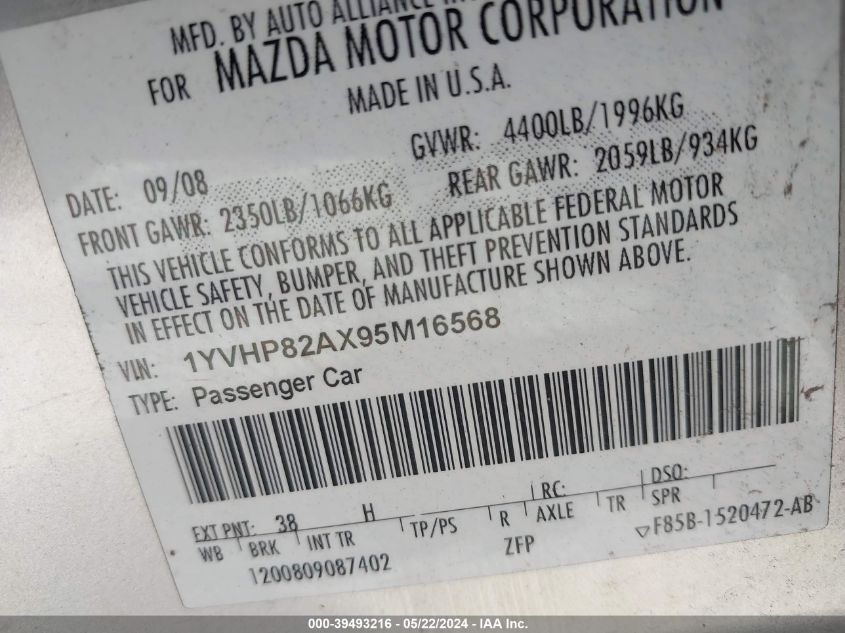 MFD. BY AUTO ALLIANCE
FOR MAZDA MOTOR CORPORATION
MADE IN U.S.A.
DATE: 09/08 GVWR: 4400LB/1996KG
FRONT GAWR: 2350LB/1066KG REAR GAWR: 2059LB/934KG
THIS VEHICLE CONFORMS TO ALL APPLICABLE FEDERAL MOTOR
VEHICLE SAFETY, BUMPER, AND THEFT PREVENTION STANDARDS
IN EFFECT ON THE DATE OF MANUFACTURE SHOWN ABOVE.
VIN: 1YVHP82AX95M16568
TYPE: Passenger Car
EXT PNT: 38 H RC: DSO:
WB BRK INT TR TP/PS R AXLE TR SPR
1200809087402 ZFP F85B-1520472-AB
000-39493216 - 05/22/2024 - IAA Inc.